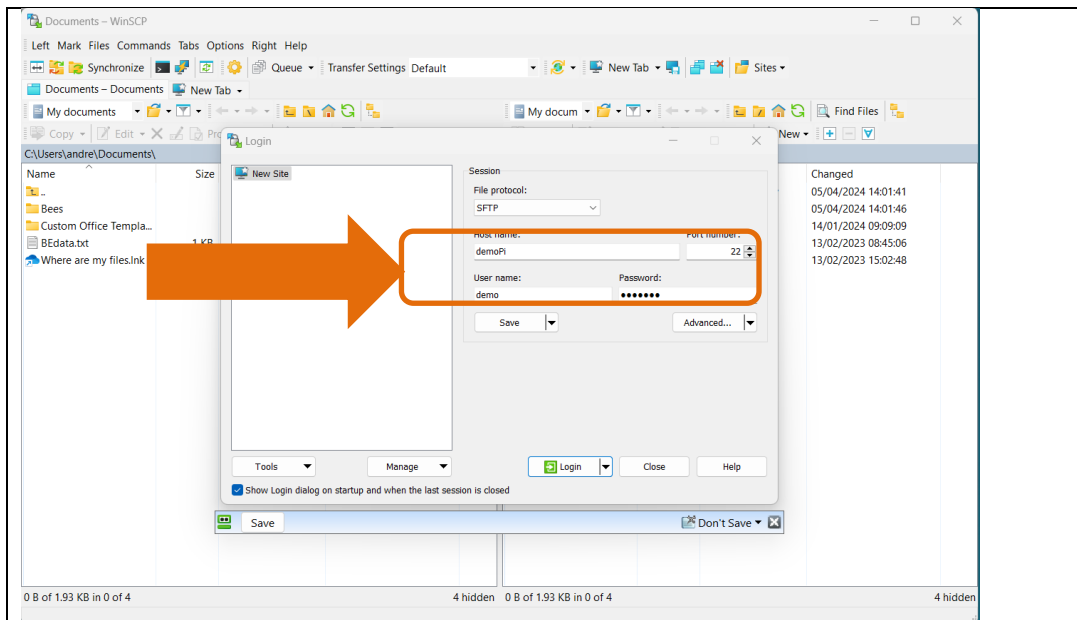 Documents – WinSCP
Left Mark Files Commands Tabs Options Right Help
Synchronize Queue Transfer Settings Default New Tab Sites
Documents – Documents New Tab
My documents My docum Find Files
Copy Edit New
C:\Users\andre\Documents\
Name Size Changed
.. 05/04/2024 14:01:41
Bees 05/04/2024 14:01:46
Custom Office Templa... 14/01/2024 09:09:09
BEdata.txt 1 KB 13/02/2023 08:45:06
Where are my files.lnk 13/02/2023 15:02:48
Login
New Site
Session
File protocol:
SFTP
Host name: Port number:
demoPi 22
User name: Password:
demo •••••••
Save Advanced...
Tools Manage Login Close Help
Show Login dialog on startup and when the last session is closed
Save Don't Save
0 B of 1.93 KB in 0 of 4 4 hidden 0 B of 1.93 KB in 0 of 4 4 hidden